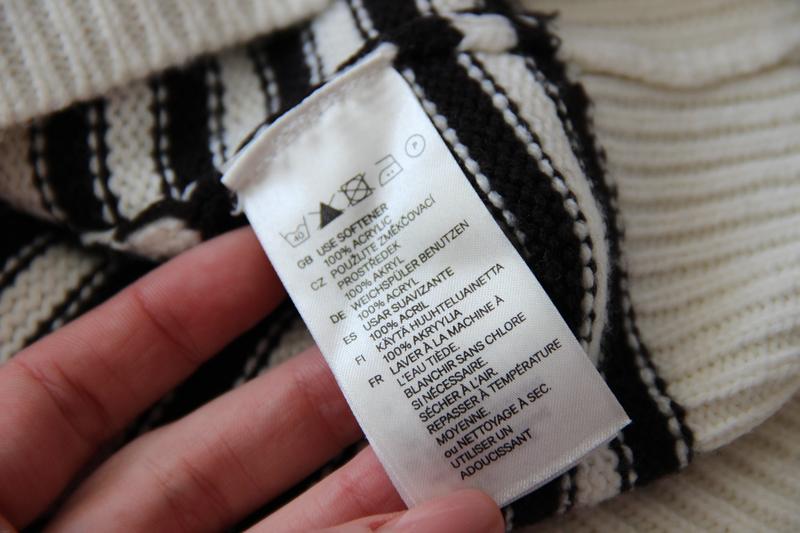 40 P
GB USE SOFTENER
100% ACRYLIC
CZ POUŽIJTE ZMĚKČOVACÍ
PROSTŘEDEK
100% AKRYL
DE WEICHSPÜLER BENUTZEN
100% ACRYL
ES USAR SUAVIZANTE
100% ACRIL
FI KÄYTÄ HUUHTELUAINETTA
100% AKRYYLIA
FR LAVER À LA MACHINE À
L'EAU TIÈDE.
BLANCHIR SANS CHLORE
SI NÉCESSAIRE.
SÉCHER À L'AIR.
REPASSER À TEMPÉRATURE
MOYENNE.
ou NETTOYAGE À SEC.
UTILISER UN
ADOUCISSANT